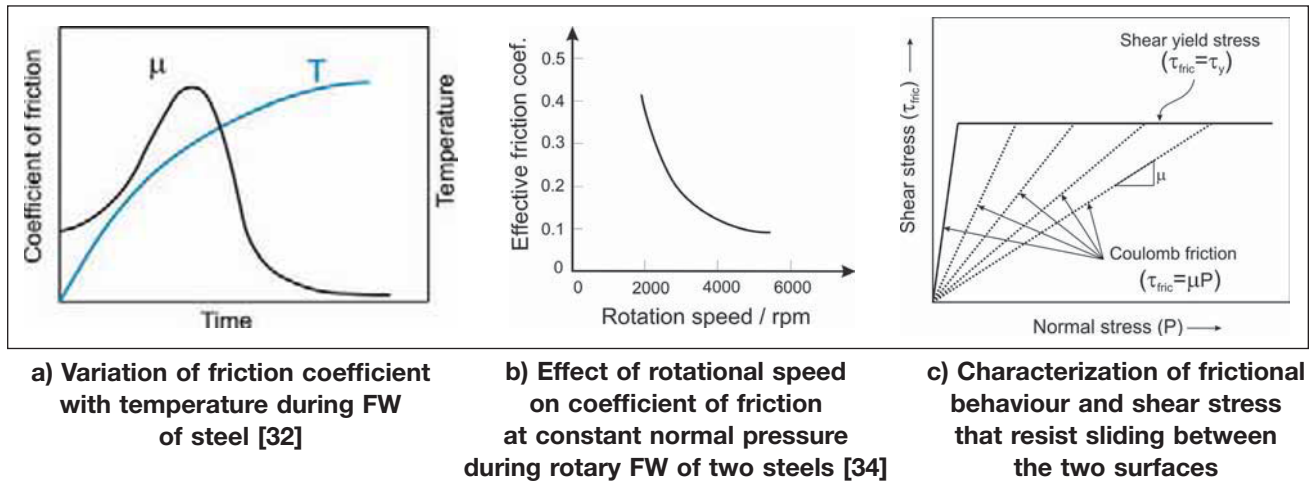 Coefficient of friction
μ
T
Temperature
Time
Effective friction coef.
0.5
0.4
0.3
0.2
0.1
0
0 2000 4000 6000
Rotation speed / rpm
Shear stress (τfric)
Shear yield stress
(τfric=τy)
μ
Coulomb friction
(τfric=μP)
Normal stress (P)
a) Variation of friction coefficient
with temperature during FW
of steel [32]
b) Effect of rotational speed
on coefficient of friction
at constant normal pressure
during rotary FW of two steels [34]
c) Characterization of frictional
behaviour and shear stress
that resist sliding between
the two surfaces